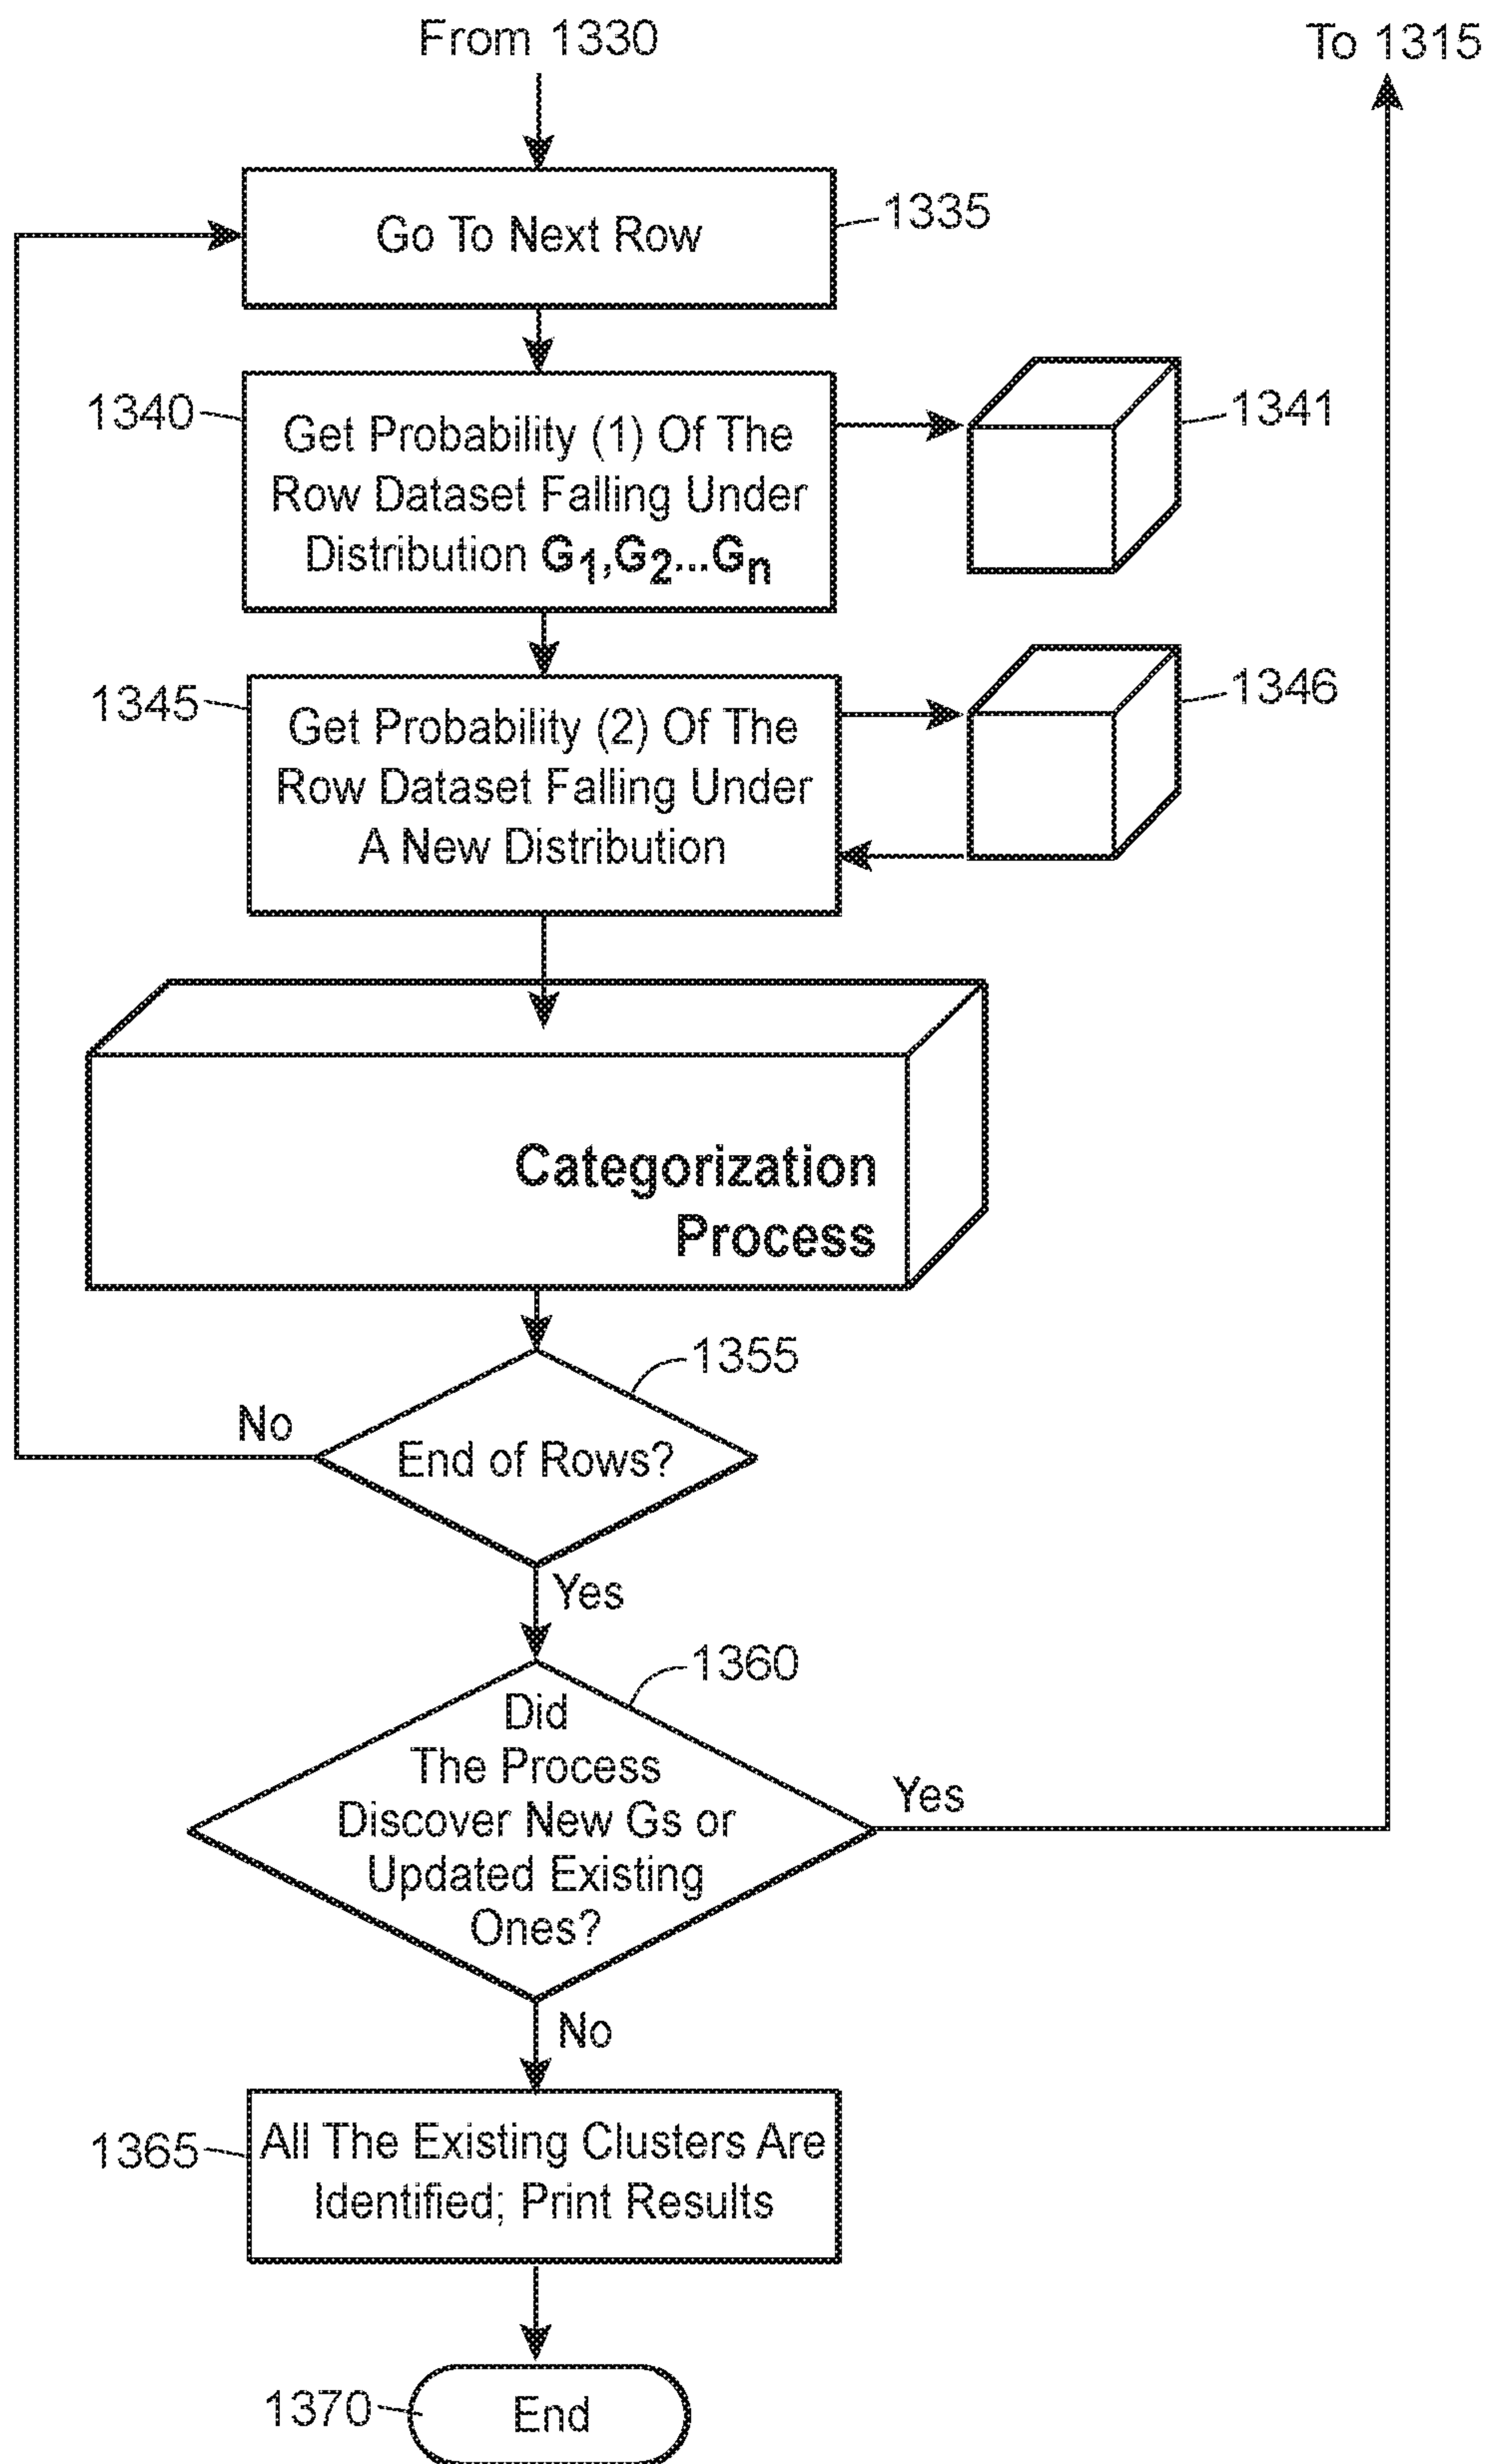 From 1330
To 1315
Go To Next Row
1335
1340
Get Probability (1) Of The
Row Dataset Falling Under
Distribution G1,G2...Gn
1341
1345
Get Probability (2) Of The
Row Dataset Falling Under
A New Distribution
1346
Categorization
Process
1355
No
End of Rows?
Yes
1360
Did
The Process
Discover New Gs or
Updated Existing
Ones?
Yes
No
1365
All The Existing Clusters Are
Identified; Print Results
1370
End